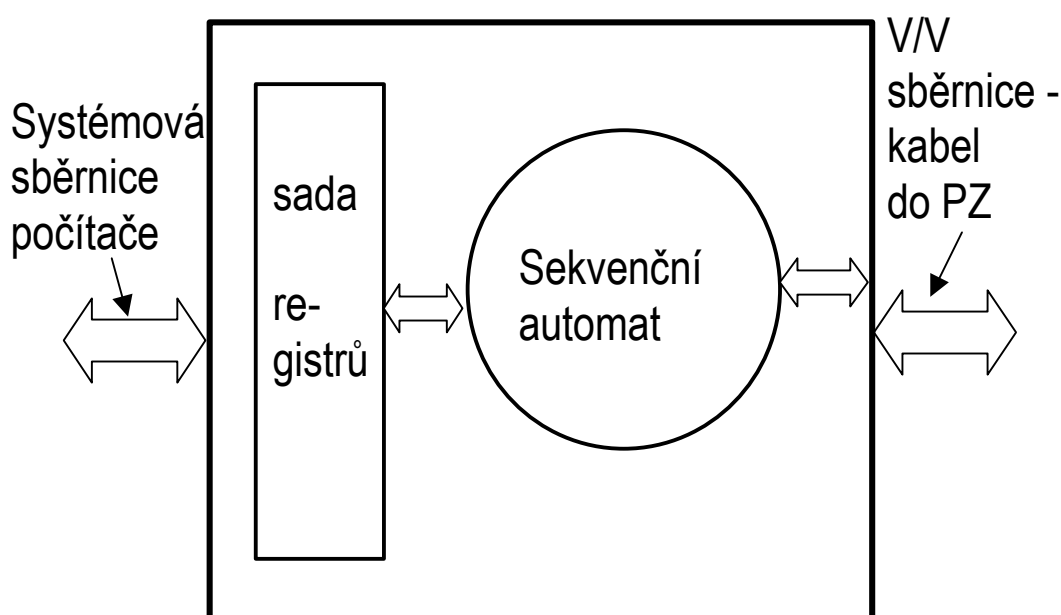 Systémová
sběrnice
počítače
sada
re-
gistrů
Sekvenční
automat
V/V
sběrnice -
kabel
do PZ